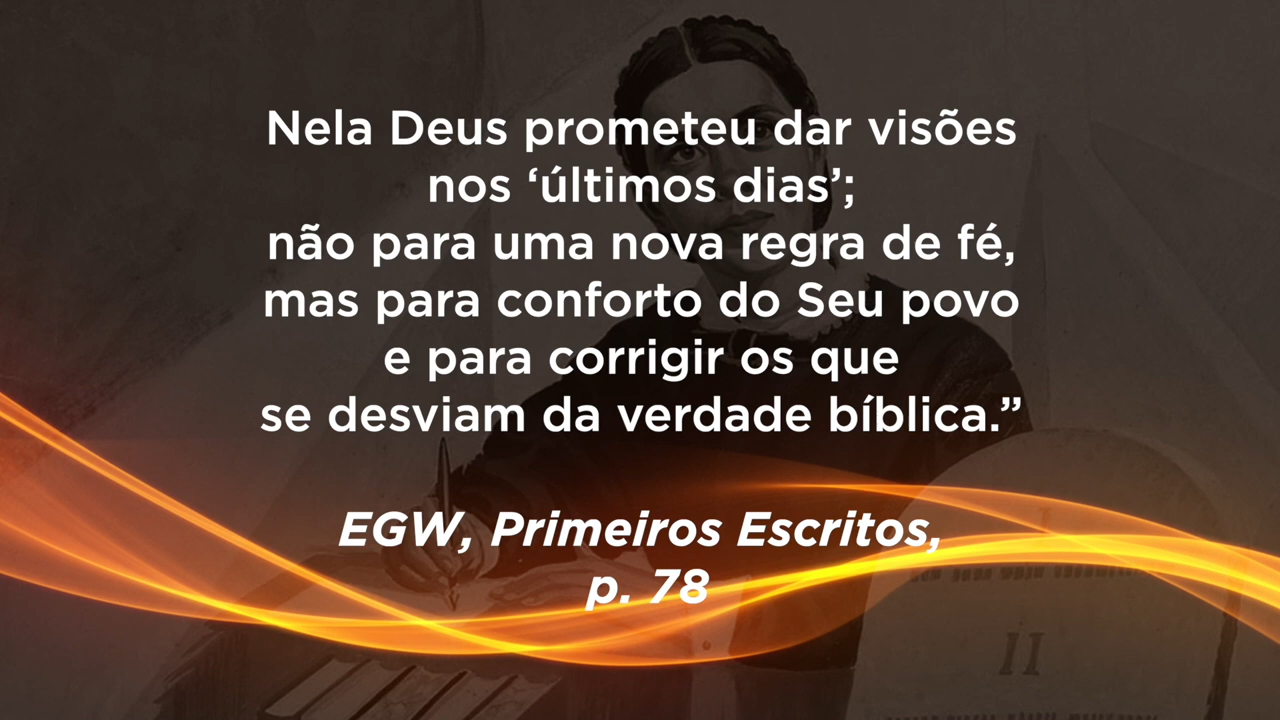 Nela Deus prometeu dar visões
nos ‘últimos dias’;
não para uma nova regra de fé,
mas para conforto do Seu povo
e para corrigir os que
se desviam da verdade bíblica.”
EGW, Primeiros Escritos,
p. 78
II